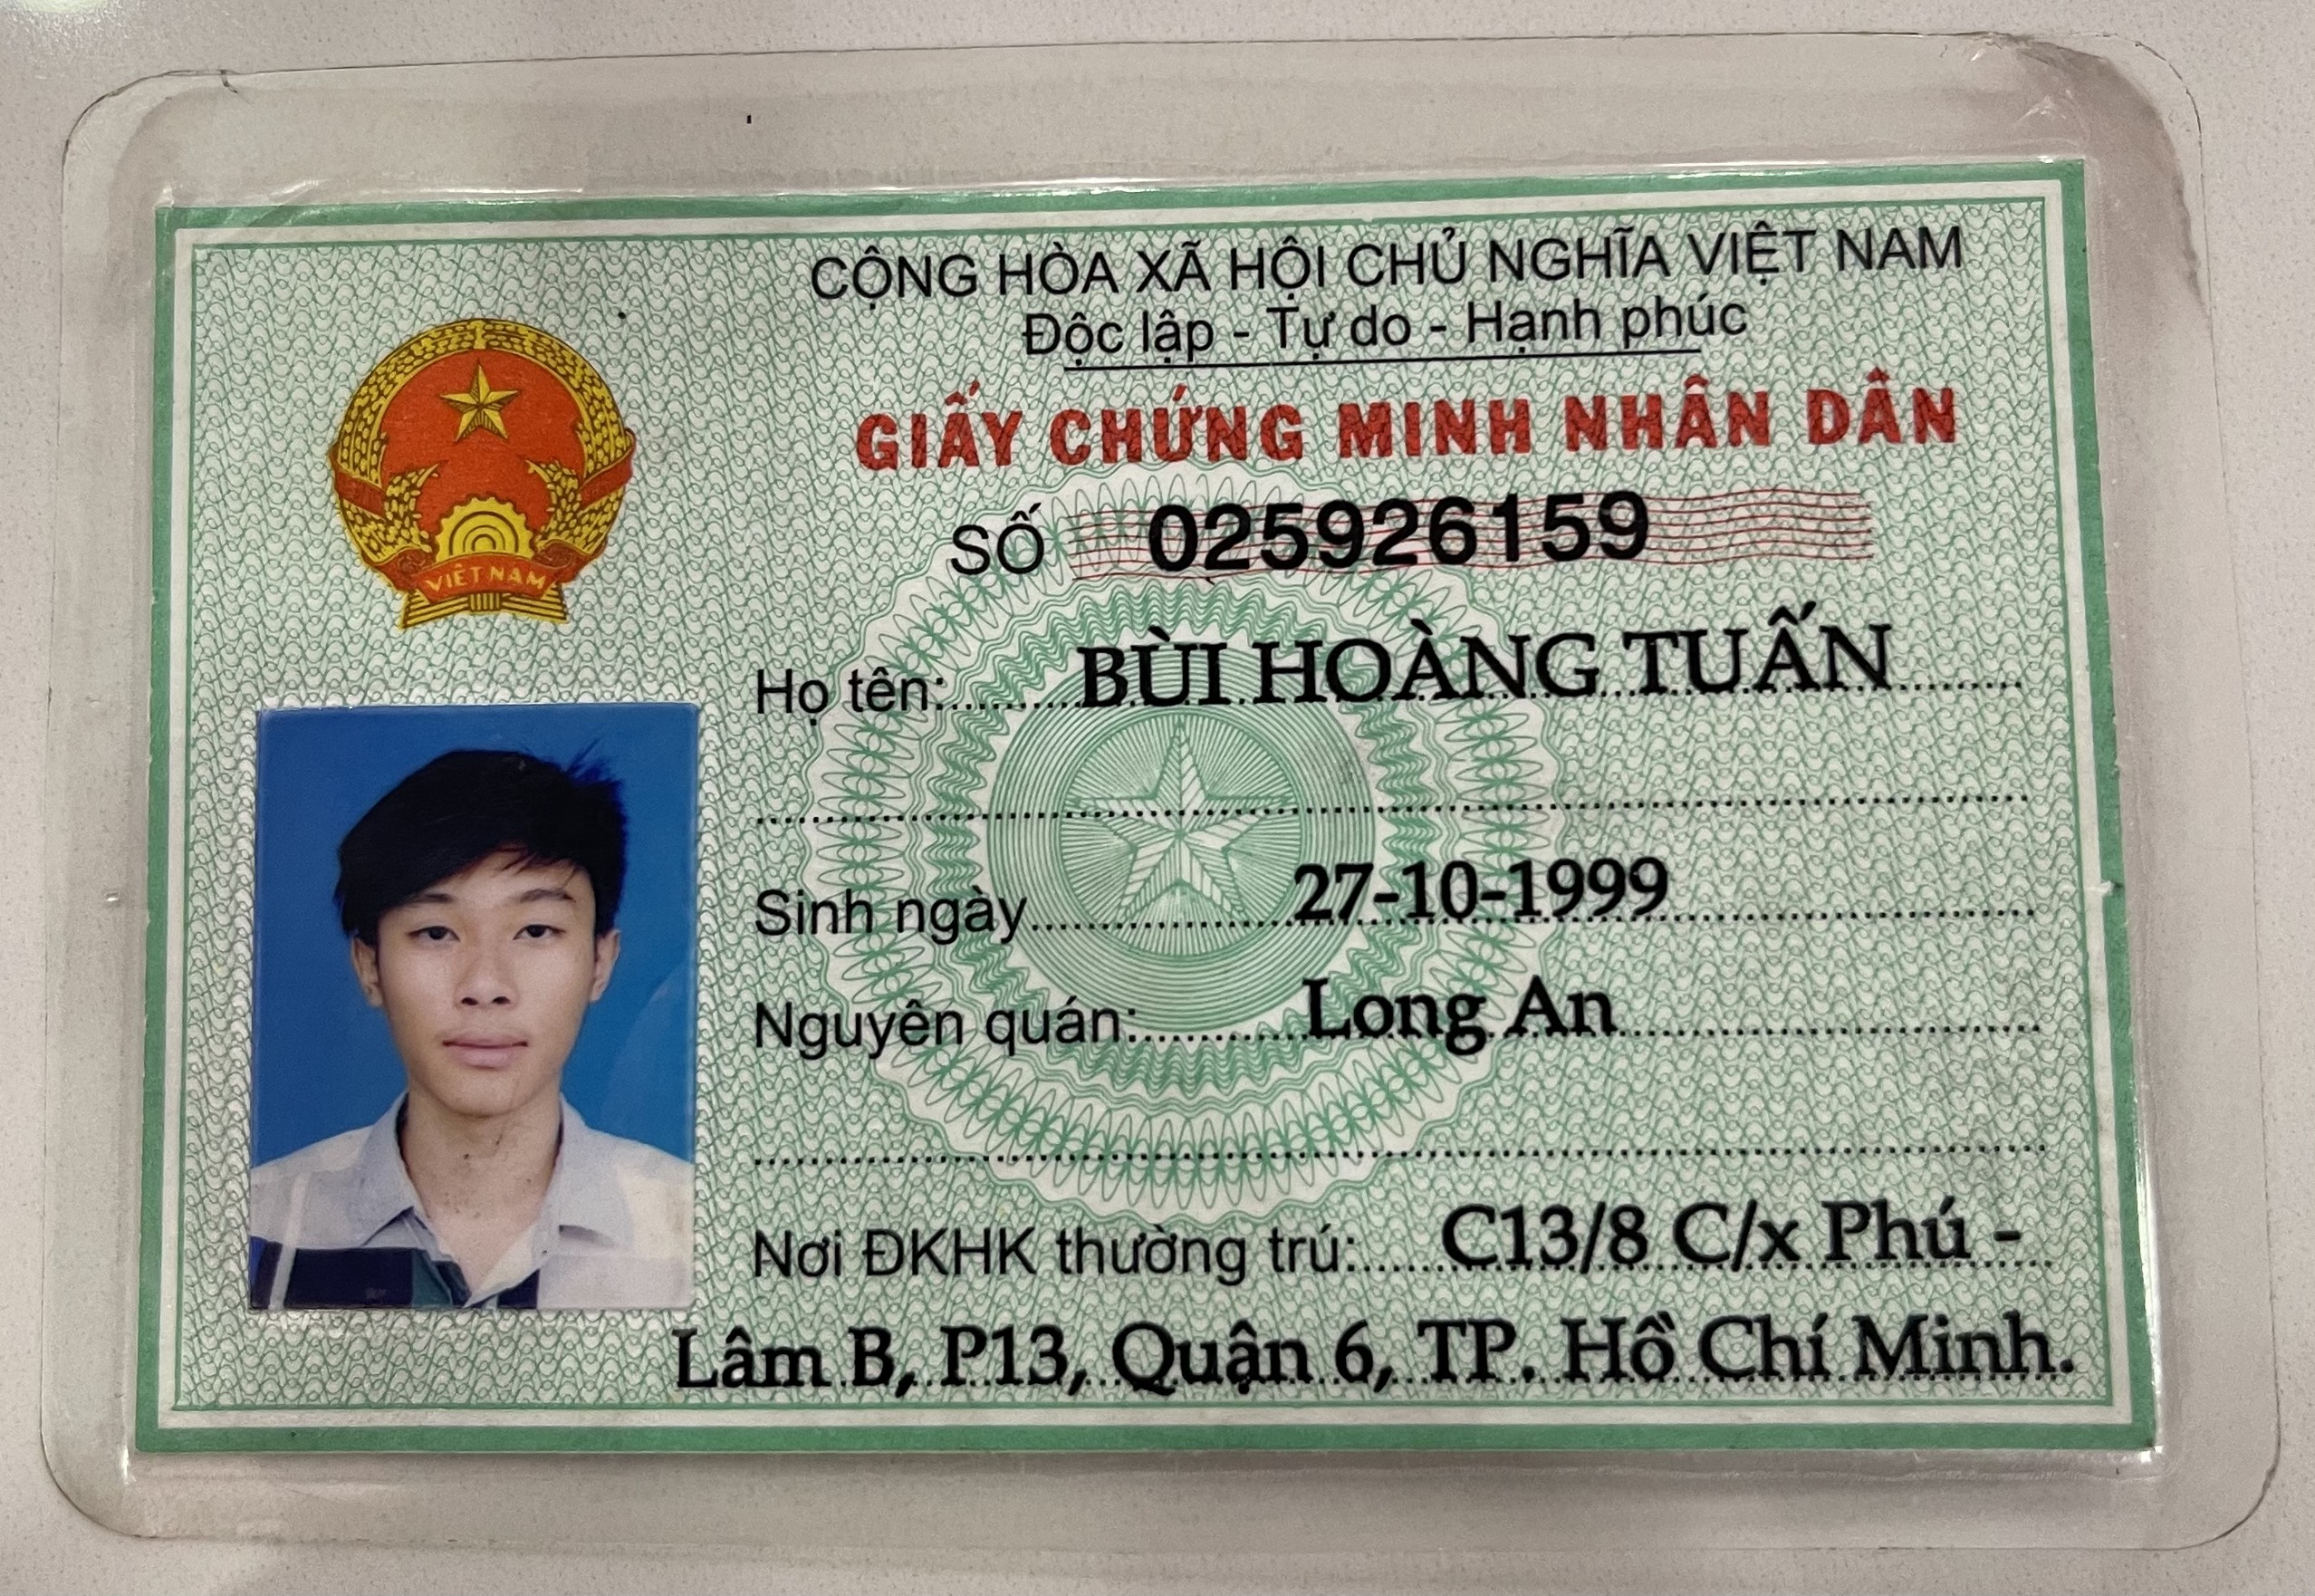 CỘNG HÒA XÃ HỘI CHỦ NGHĨA VIỆT NAM
Độc lập - Tự do - Hạnh phúc
GIẤY CHỨNG MINH NHÂN DÂN
SỐ 025926159
VIỆT NAM
Họ tên: BÙI HOÀNG TUẤN
Sinh ngày 27-10-1999
Nguyên quán: Long An
Nơi ĐKHK thường trú: C13/8 C/x Phú -
Lâm B, P13, Quận 6, TP. Hồ Chí Minh.